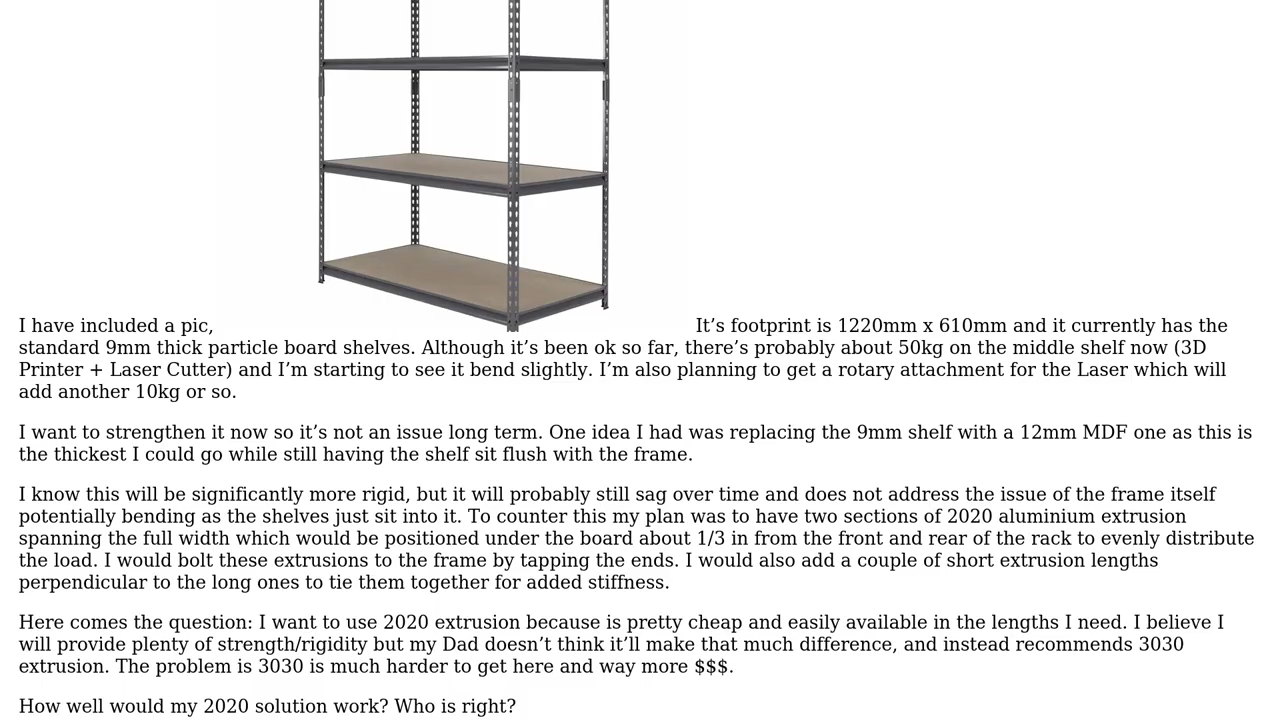 I have included a pic, It’s footprint is 1220mm x 610mm and it currently has the
standard 9mm thick particle board shelves. Although it’s been ok so far, there’s probably about 50kg on the middle shelf now (3D
Printer + Laser Cutter) and I’m starting to see it bend slightly. I’m also planning to get a rotary attachment for the Laser which will
add another 10kg or so.
I want to strengthen it now so it’s not an issue long term. One idea I had was replacing the 9mm shelf with a 12mm MDF one as this is
the thickest I could go while still having the shelf sit flush with the frame.
I know this will be significantly more rigid, but it will probably still sag over time and does not address the issue of the frame itself
potentially bending as the shelves just sit into it. To counter this my plan was to have two sections of 2020 aluminium extrusion
spanning the full width which would be positioned under the board about 1/3 in from the front and rear of the rack to evenly distribute
the load. I would bolt these extrusions to the frame by tapping the ends. I would also add a couple of short extrusion lengths
perpendicular to the long ones to tie them together for added stiffness.
Here comes the question: I want to use 2020 extrusion because is pretty cheap and easily available in the lengths I need. I believe I
will provide plenty of strength/rigidity but my Dad doesn’t think it’ll make that much difference, and instead recommends 3030
extrusion. The problem is 3030 is much harder to get here and way more $$$.
How well would my 2020 solution work? Who is right?